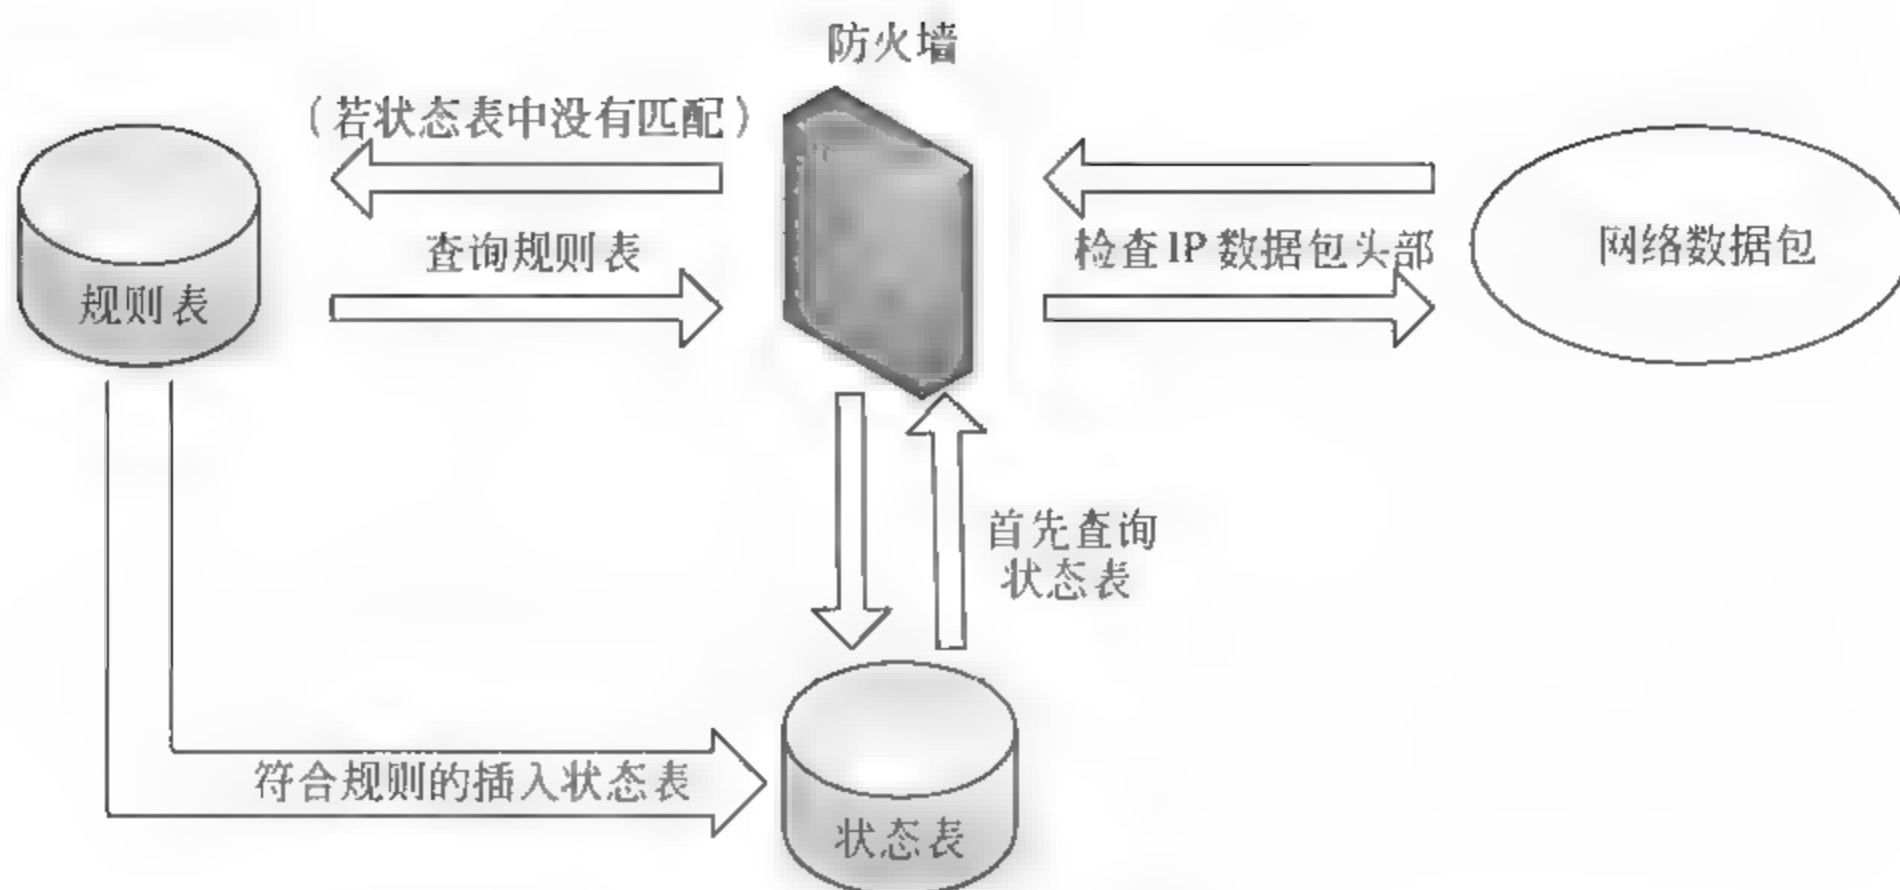 防火墙
（若状态表中没有匹配）
查询规则表
规则表
检查IP数据包头部
网络数据包
首先查询
状态表
符合规则的插入状态表
状态表